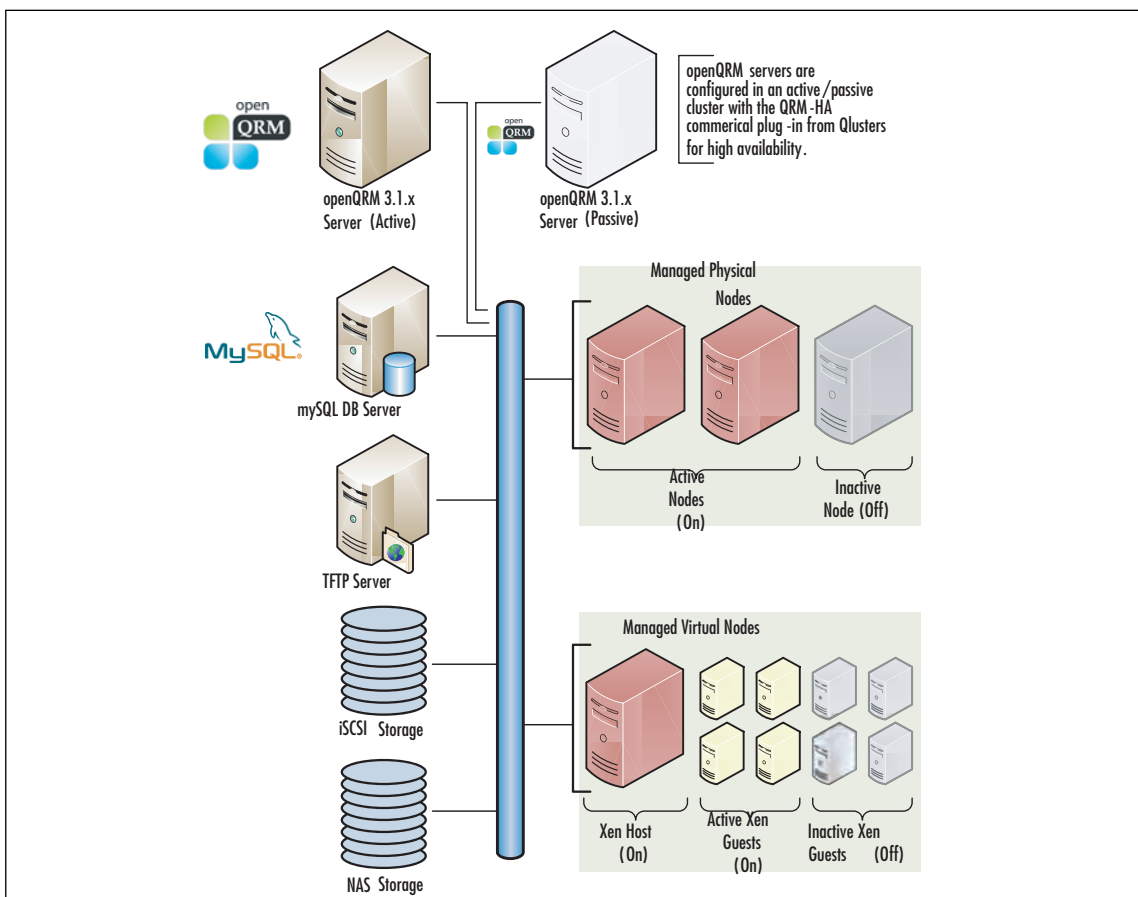 open
QRM
openQRM 3.1.x
Server (Active)
open
QRM
openQRM 3.1.x
Server (Passive)
openQRM servers are
configured in an active/passive
cluster with the QRM-HA
commerical plug-in from Qlusters
for high availability.
MySQL®
mySQL DB Server
TFTP Server
iSCSI Storage
NAS Storage
Managed Physical
Nodes
Active
Nodes
(On)
Inactive
Node (Off)
Managed Virtual Nodes
Xen Host
(On)
Active Xen
Guests
(On)
Inactive Xen
Guests (Off)